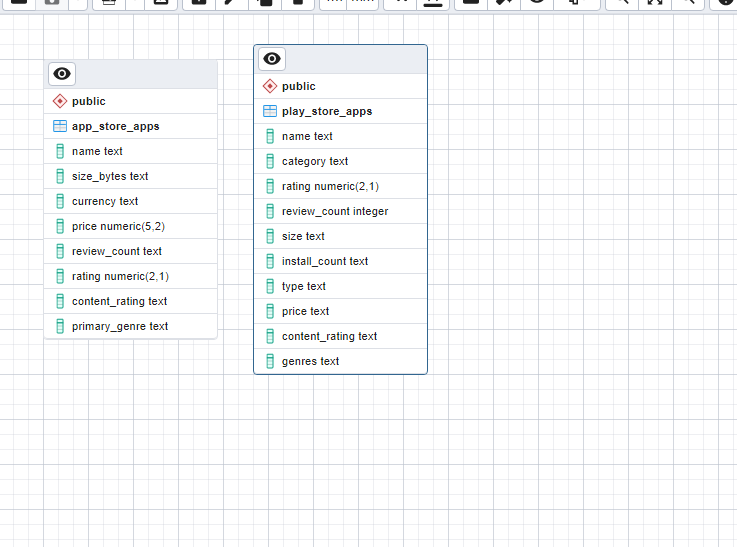 public
app_store_apps
name text
size_bytes text
currency text
price numeric(5,2)
review_count text
rating numeric(2,1)
content_rating text
primary_genre text
public
play_store_apps
name text
category text
rating numeric(2,1)
review_count integer
size text
install_count text
type text
price text
content_rating text
genres text